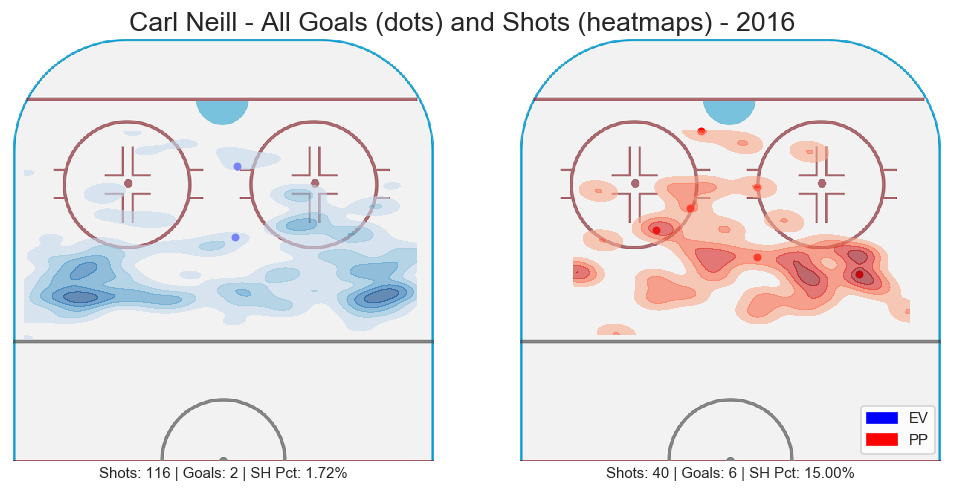 Carl Neill - All Goals (dots) and Shots (heatmaps) - 2016
EV
PP
Shots: 116 | Goals: 2 | SH Pct: 1.72%
Shots: 40 | Goals: 6 | SH Pct: 15.00%